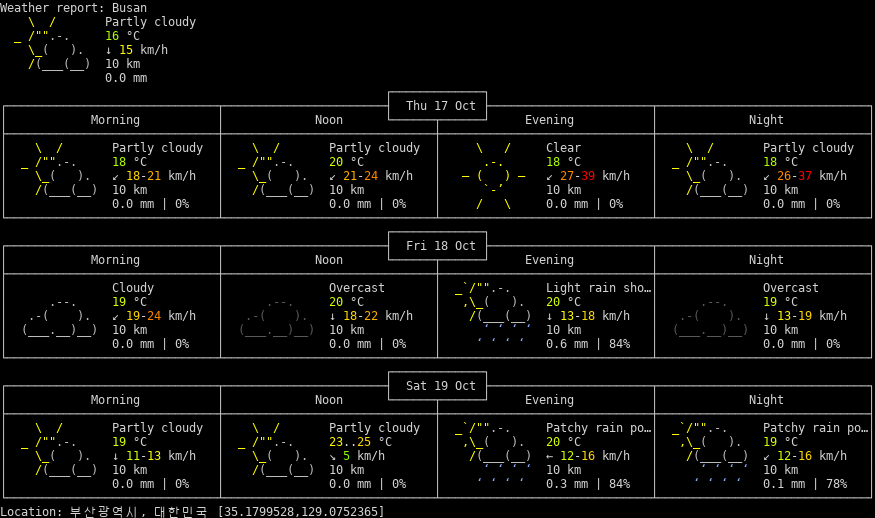 Weather report: Busan
Partly cloudy
16 °C
↓ 15 km/h
10 km
0.0 mm
Thu 17 Oct
Morning Noon Evening Night
Partly cloudy Partly cloudy Clear Partly cloudy
18 °C 20 °C 18 °C 18 °C
↙ 18-21 km/h ↙ 21-24 km/h ↙ 27-39 km/h ↙ 26-37 km/h
10 km 10 km 10 km 10 km
0.0 mm | 0% 0.0 mm | 0% 0.0 mm | 0% 0.0 mm | 0%
Fri 18 Oct
Morning Noon Evening Night
Cloudy Overcast Light rain sho… Overcast
19 °C 20 °C 20 °C 19 °C
↙ 19-24 km/h ↓ 18-22 km/h ↓ 13-18 km/h ↓ 13-19 km/h
10 km 10 km 10 km 10 km
0.0 mm | 0% 0.0 mm | 0% 0.6 mm | 84% 0.0 mm | 0%
Sat 19 Oct
Morning Noon Evening Night
Partly cloudy Partly cloudy Patchy rain po… Patchy rain po…
19 °C 23..25 °C 20 °C 19 °C
↓ 11-13 km/h ↘ 5 km/h ← 12-16 km/h ↙ 12-16 km/h
10 km 10 km 10 km 10 km
0.0 mm | 0% 0.0 mm | 0% 0.3 mm | 84% 0.1 mm | 78%
Location: 부산광역시, 대한민국 [35.1799528,129.0752365]